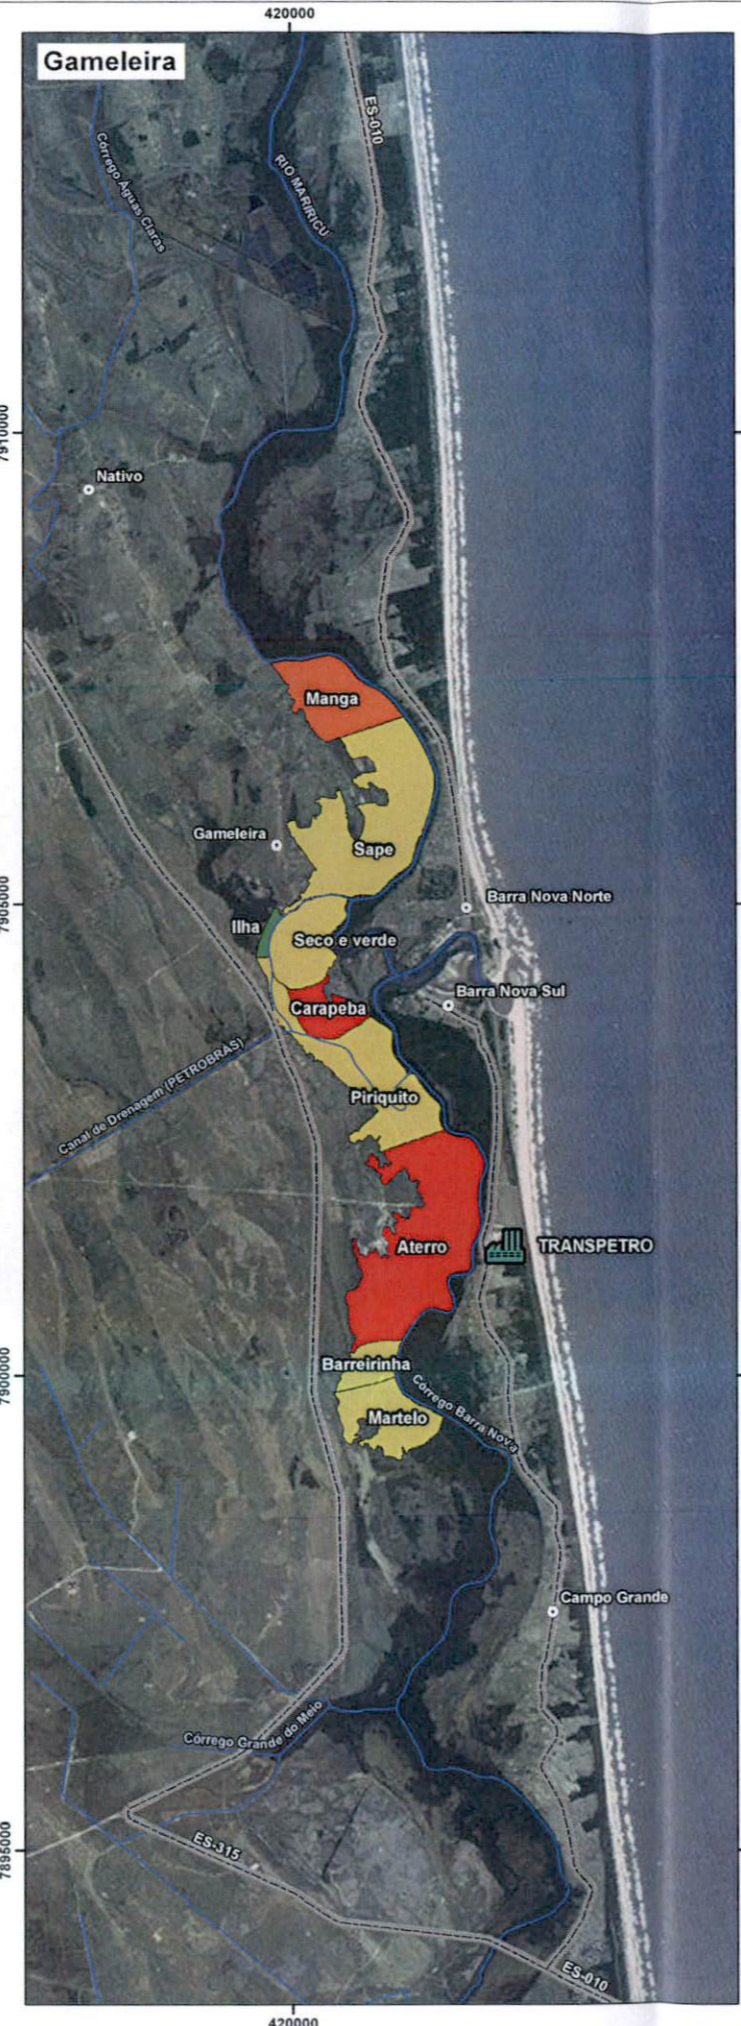 420000
Gameleira
ES-010
Córrego Águas Claras
RIO MARIRICU
7910000
Nativo
Manga
Gameleira
Sape
7905000
Barra Nova Norte
Ilha
Seco e verde
Barra Nova Sul
Carapeba
Canal de Drenagem (PETROBRÁS)
Piriquito
Aterro
TRANSPETRO
Barreirinha
7900000
Córrego Barra Nova
Martelo
Campo Grande
Córrego Grande do Meio
ES-315
7895000
ES-010
420000